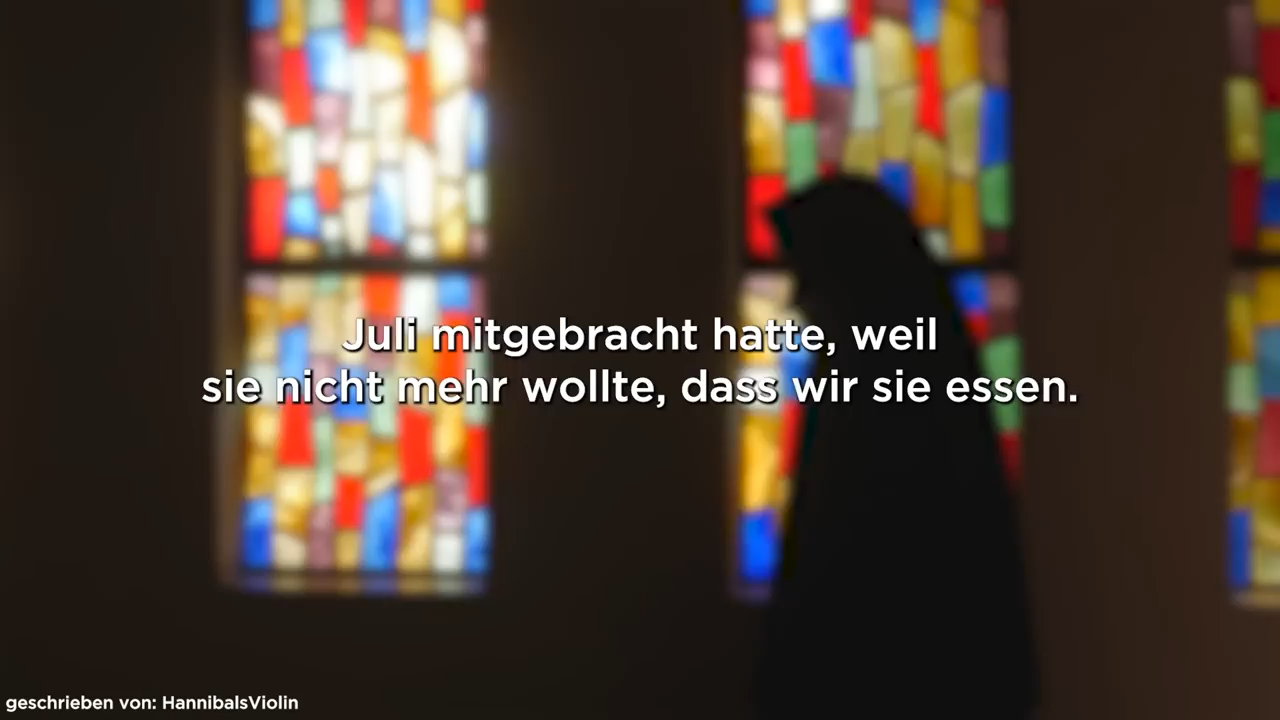 Juli mitgebracht hatte, weil
sie nicht mehr wollte, dass wir sie essen.
geschrieben von: HannibalsViolin